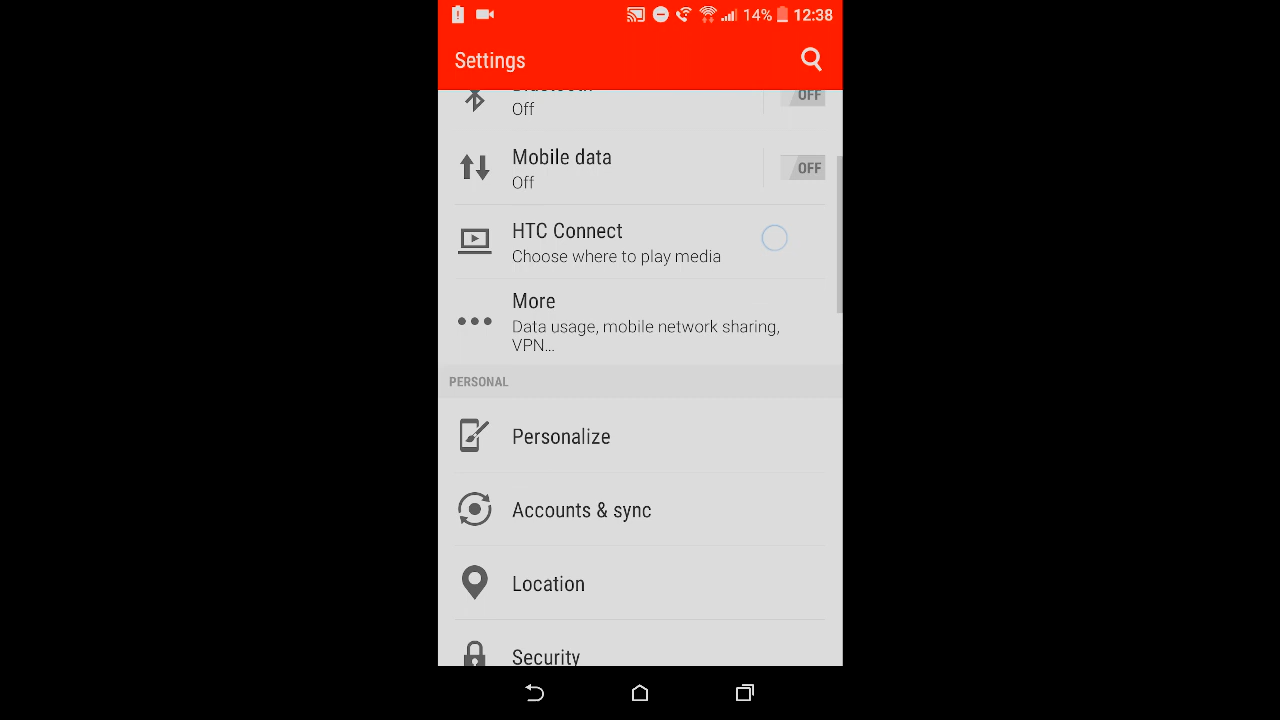 14% 12:38
Settings
Bluetooth
Off
OFF
Mobile data
Off
OFF
HTC Connect
Choose where to play media
More
Data usage, mobile network sharing,
VPN...
PERSONAL
Personalize
Accounts & sync
Location
Security